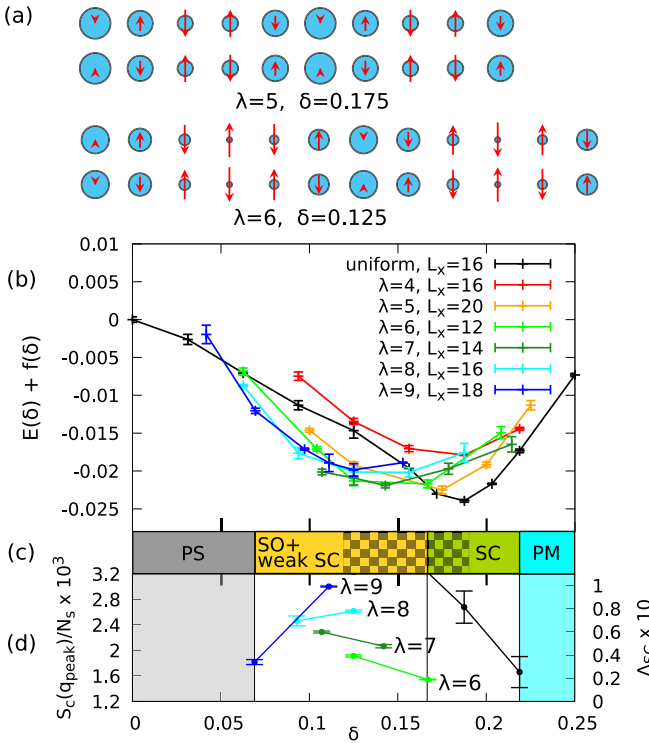 (a)
λ=5, δ=0.175
λ=6, δ=0.125
(b)
E(δ) + f(δ)
0.01
0.005
0
-0.005
-0.01
-0.015
-0.02
-0.025
uniform, Lx=16
λ=4, Lx=16
λ=5, Lx=20
λ=6, Lx=12
λ=7, Lx=14
λ=8, Lx=16
λ=9, Lx=18
(c)
PS
SO+
weak SC
SC
PM
(d)
Sc(qpeak)/Ns x 10³
3.2
2.8
2.4
2
1.6
1.2
λ=9
λ=8
λ=7
λ=6
1
0.8
0.6
0.4
0.2
0
ΔSC x 10
0
0.05
0.1
0.15
0.2
0.25
δ